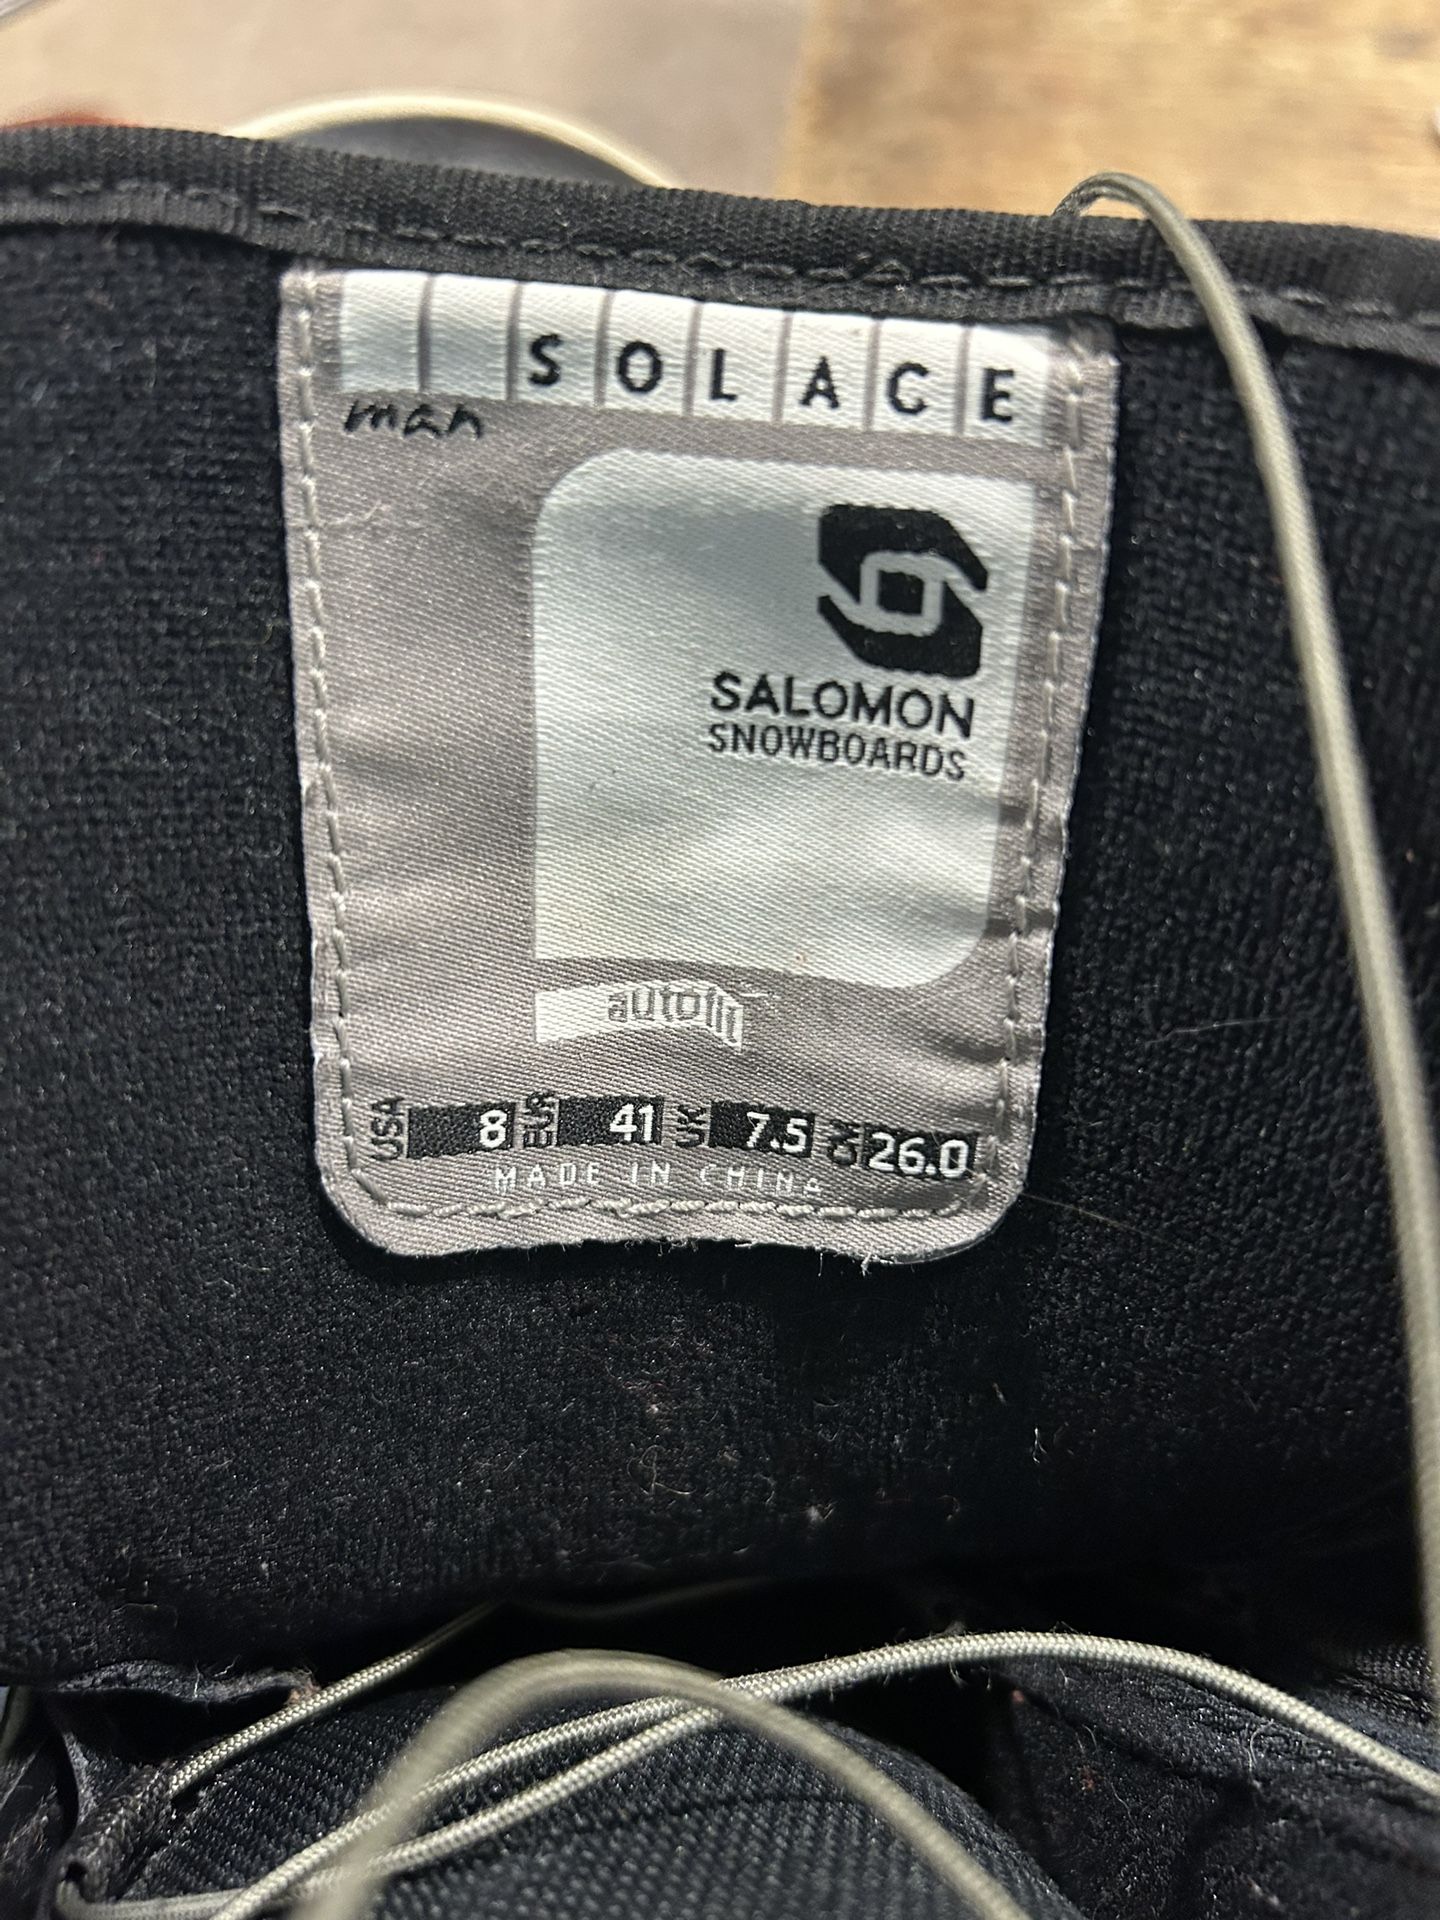 SOLACE
man
SALOMON
SNOWBOARDS
autofit
USA 8 EUR 41 UK 7.5 CM 26.0
MADE IN CHINA